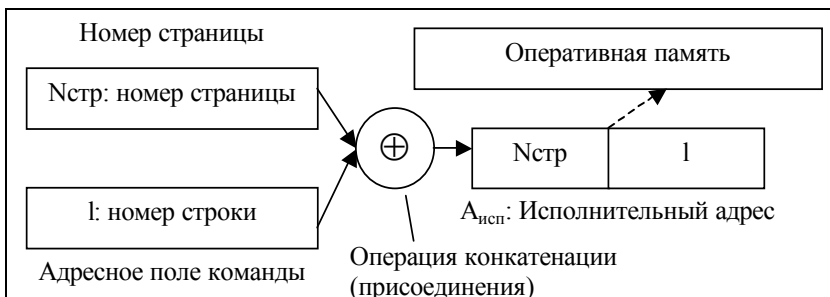 Номер страницы
Оперативная память
Nстр: номер страницы
⊕
Nстр
l
l: номер строки
Aисп: Исполнительный адрес
Адресное поле команды
Операция конкатенации
(присоединения)